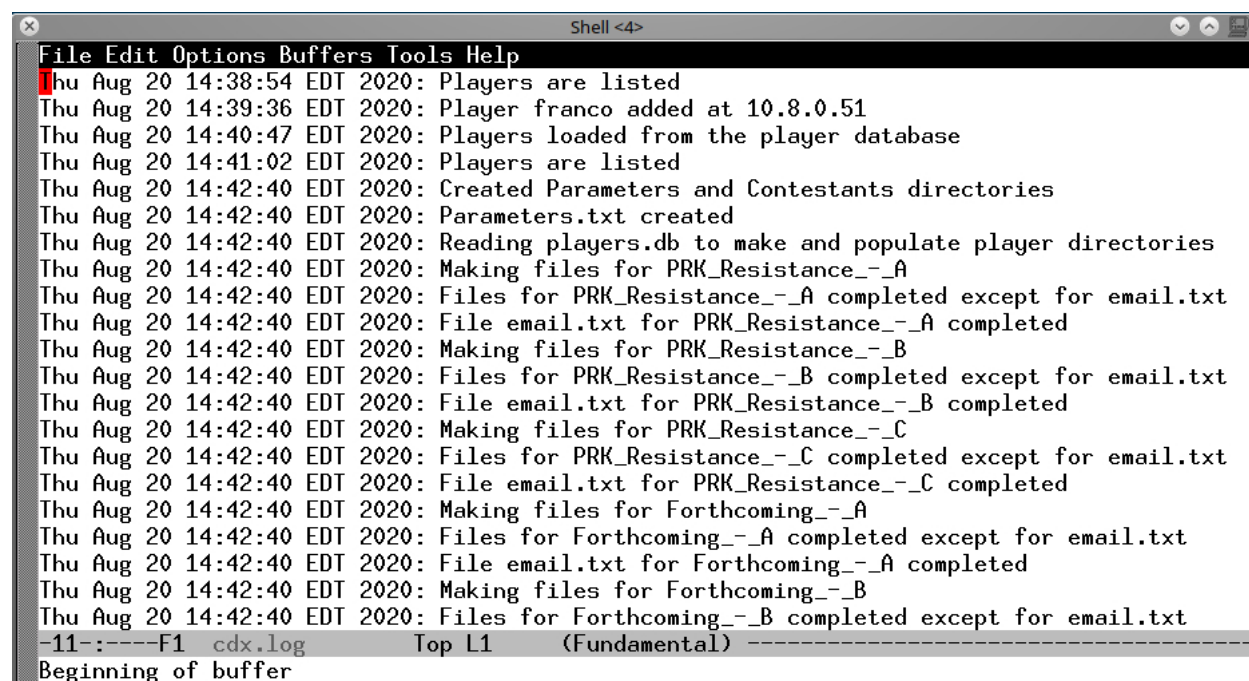 Shell <4>
File Edit Options Buffers Tools Help
Thu Aug 20 14:38:54 EDT 2020: Players are listed
Thu Aug 20 14:39:36 EDT 2020: Player franco added at 10.8.0.51
Thu Aug 20 14:40:47 EDT 2020: Players loaded from the player database
Thu Aug 20 14:41:02 EDT 2020: Players are listed
Thu Aug 20 14:42:40 EDT 2020: Created Parameters and Contestants directories
Thu Aug 20 14:42:40 EDT 2020: Parameters.txt created
Thu Aug 20 14:42:40 EDT 2020: Reading players.db to make and populate player directories
Thu Aug 20 14:42:40 EDT 2020: Making files for PRK_Resistance_-_A
Thu Aug 20 14:42:40 EDT 2020: Files for PRK_Resistance_-_A completed except for email.txt
Thu Aug 20 14:42:40 EDT 2020: File email.txt for PRK_Resistance_-_A completed
Thu Aug 20 14:42:40 EDT 2020: Making files for PRK_Resistance_-_B
Thu Aug 20 14:42:40 EDT 2020: Files for PRK_Resistance_-_B completed except for email.txt
Thu Aug 20 14:42:40 EDT 2020: File email.txt for PRK_Resistance_-_B completed
Thu Aug 20 14:42:40 EDT 2020: Making files for PRK_Resistance_-_C
Thu Aug 20 14:42:40 EDT 2020: Files for PRK_Resistance_-_C completed except for email.txt
Thu Aug 20 14:42:40 EDT 2020: File email.txt for PRK_Resistance_-_C completed
Thu Aug 20 14:42:40 EDT 2020: Making files for Forthcoming_-_A
Thu Aug 20 14:42:40 EDT 2020: Files for Forthcoming_-_A completed except for email.txt
Thu Aug 20 14:42:40 EDT 2020: File email.txt for Forthcoming_-_A completed
Thu Aug 20 14:42:40 EDT 2020: Making files for Forthcoming_-_B
Thu Aug 20 14:42:40 EDT 2020: Files for Forthcoming_-_B completed except for email.txt
-11-:----F1  cdx.log        Top L1     (Fundamental) --------------------------------------
Beginning of buffer